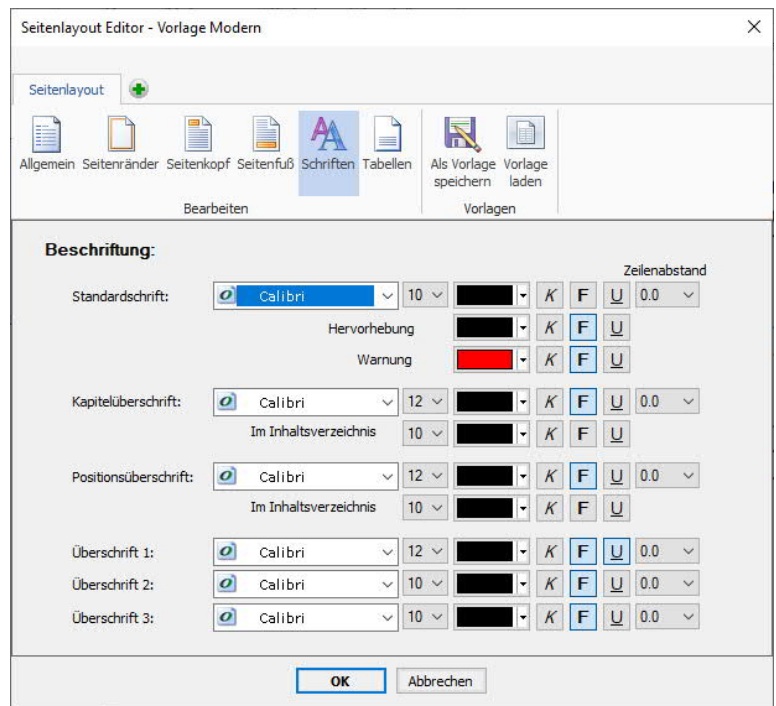 Seitenlayout Editor - Vorlage Modern
Seitenlayout
Allgemein Seitenränder Seitenkopf Seitenfuß Schriften Tabellen Als Vorlage speichern Vorlage laden
Bearbeiten Vorlagen
Beschriftung:
Zeilenabstand
Standardschrift: Calibri 10 K F U 0.0
Hervorhebung K F U
Warnung K F U
Kapitelüberschrift: Calibri 12 K F U 0.0
Im Inhaltsverzeichnis 10 K F U
Positionsüberschrift: Calibri 12 K F U 0.0
Im Inhaltsverzeichnis 10 K F U
Überschrift 1: Calibri 12 K F U 0.0
Überschrift 2: Calibri 10 K F U 0.0
Überschrift 3: Calibri 10 K F U 0.0
OK Abbrechen